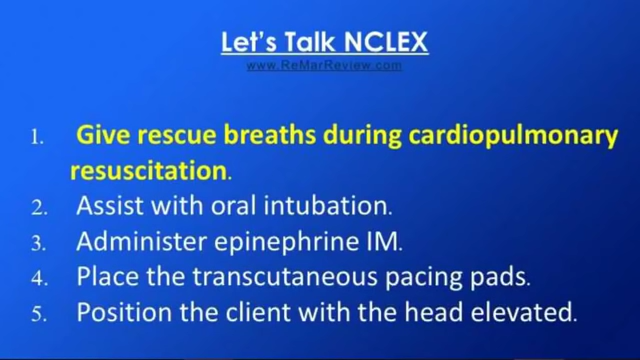 Let's Talk NCLEX
www.ReMarReview.com
1. Give rescue breaths during cardiopulmonary
resuscitation.
2. Assist with oral intubation.
3. Administer epinephrine IM.
4. Place the transcutaneous pacing pads.
5. Position the client with the head elevated.